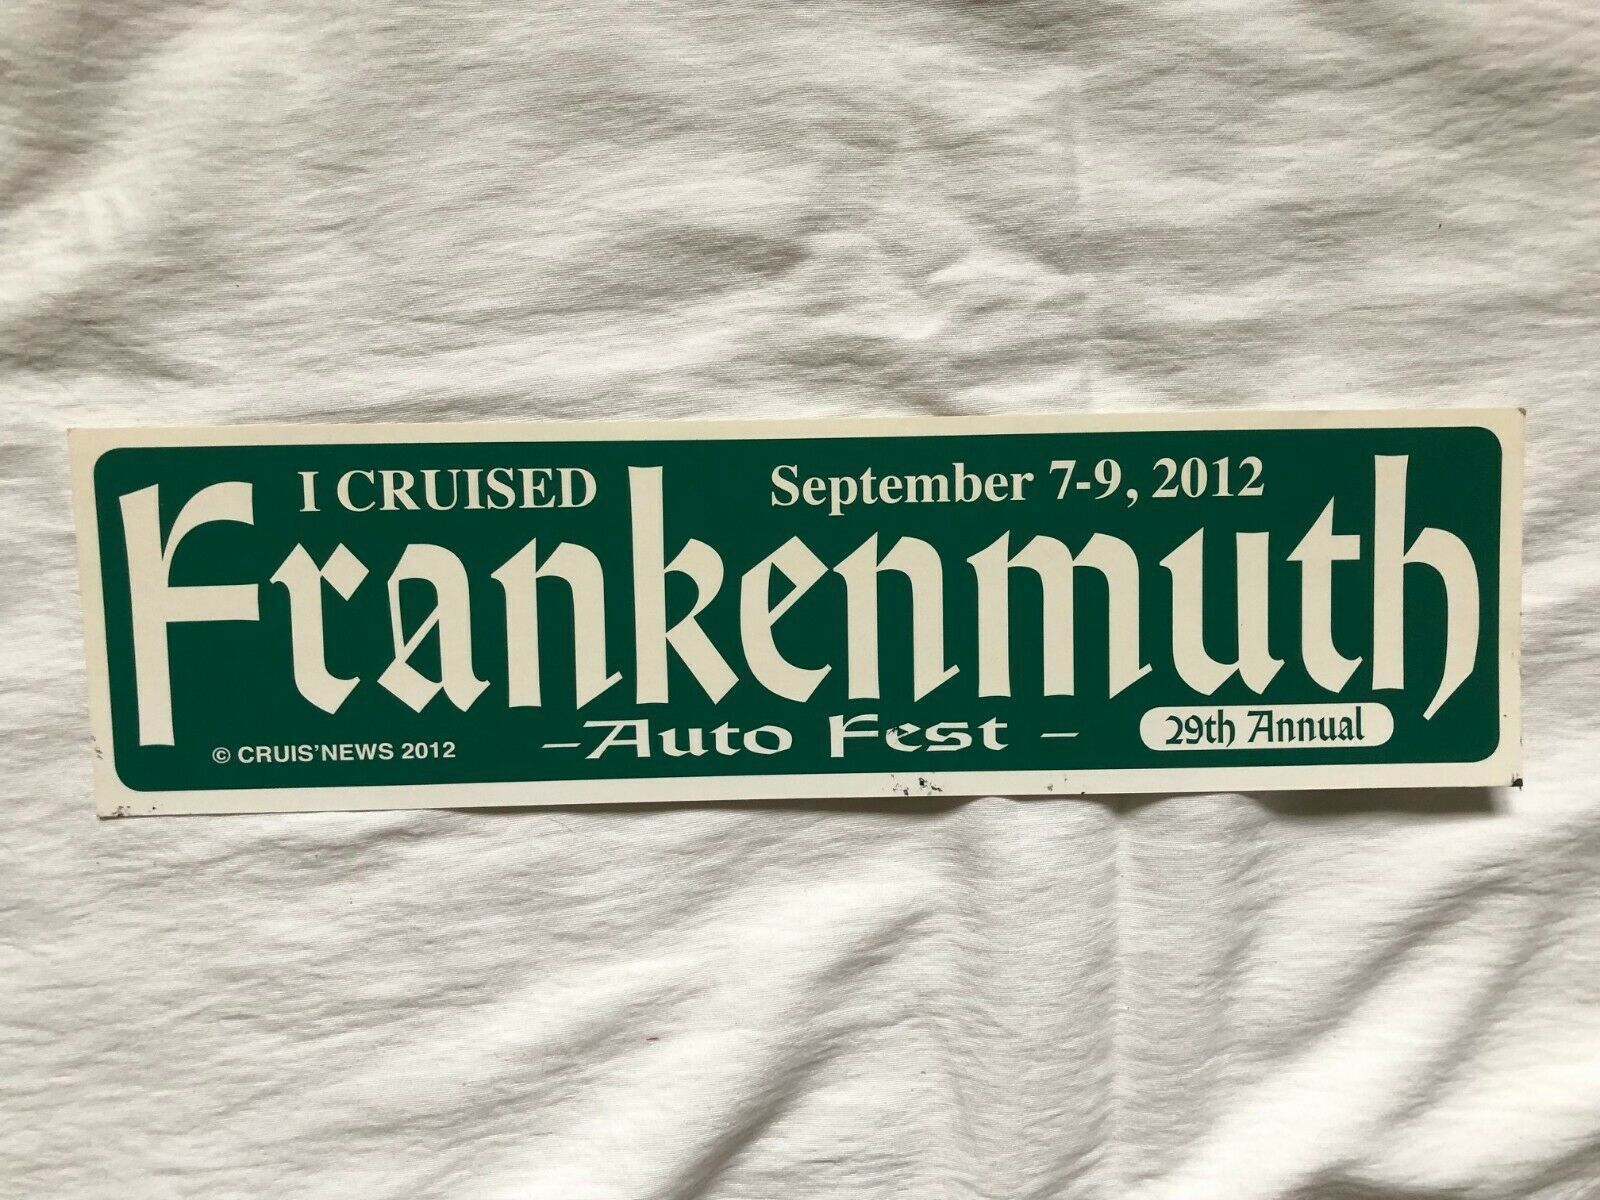 I CRUISED
September 7-9, 2012
Frankenmuth
-Auto Fest-
29th Annual
© CRUIS'NEWS 2012